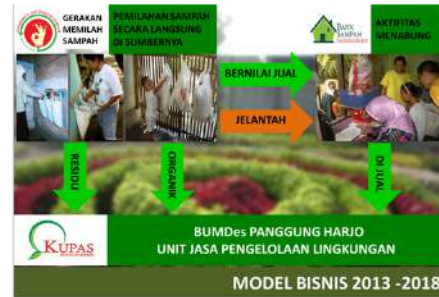 GERAKAN
MEMILAH
SAMPAH
PEMILAHAN SAMPAH
SECARA LANGSUNG
DI SUMBERNYA
BANK
SAMPAH
AKTIFITAS
MENABUNG
BERNILAI JUAL
JELANTAH
RESIDU
ORGANIK
DI JUAL
KUPAS
BUMDes PANGGUNG HARJO
UNIT JASA PENGELOLAAN LINGKUNGAN
MODEL BISNIS 2013 -2018